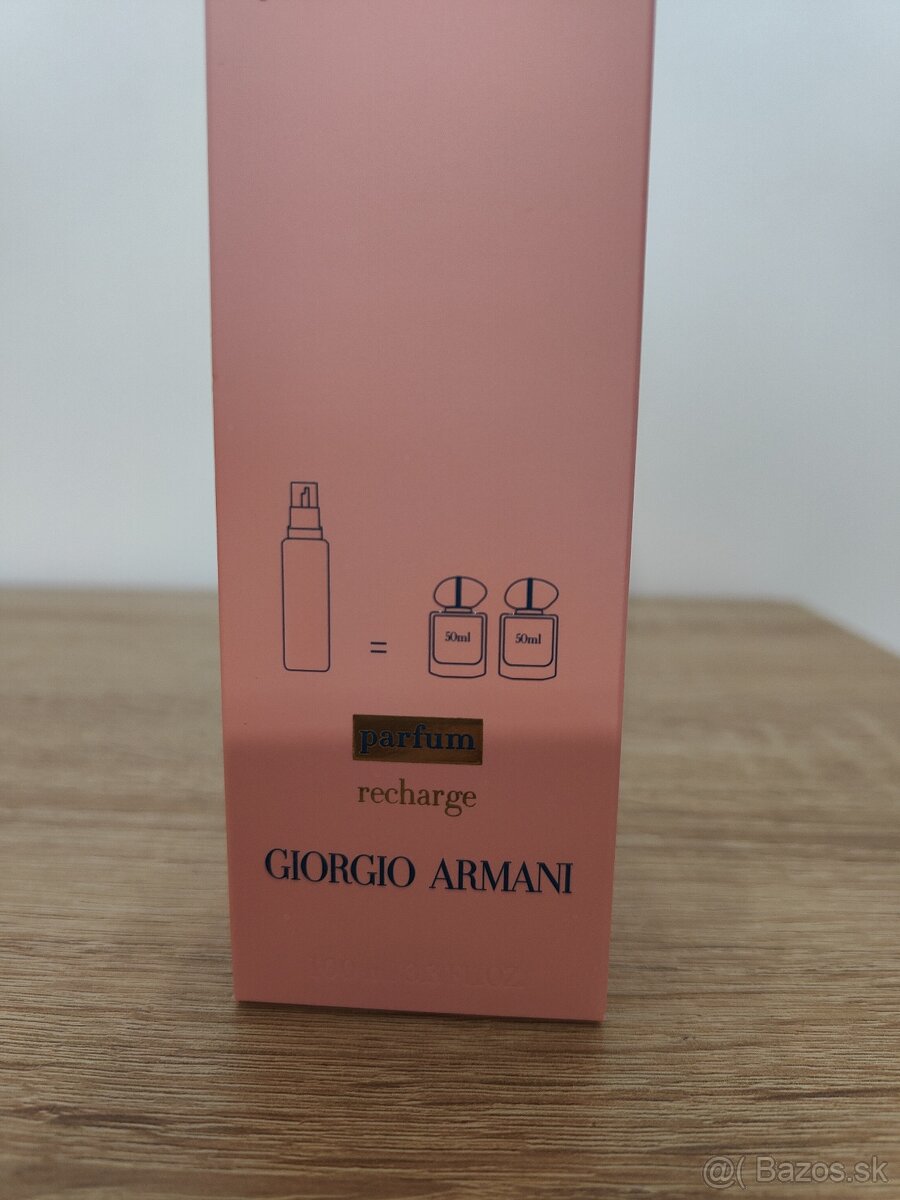 50ml 50ml
=
parfum
recharge
GIORGIO ARMANI
@( Bazos.sk